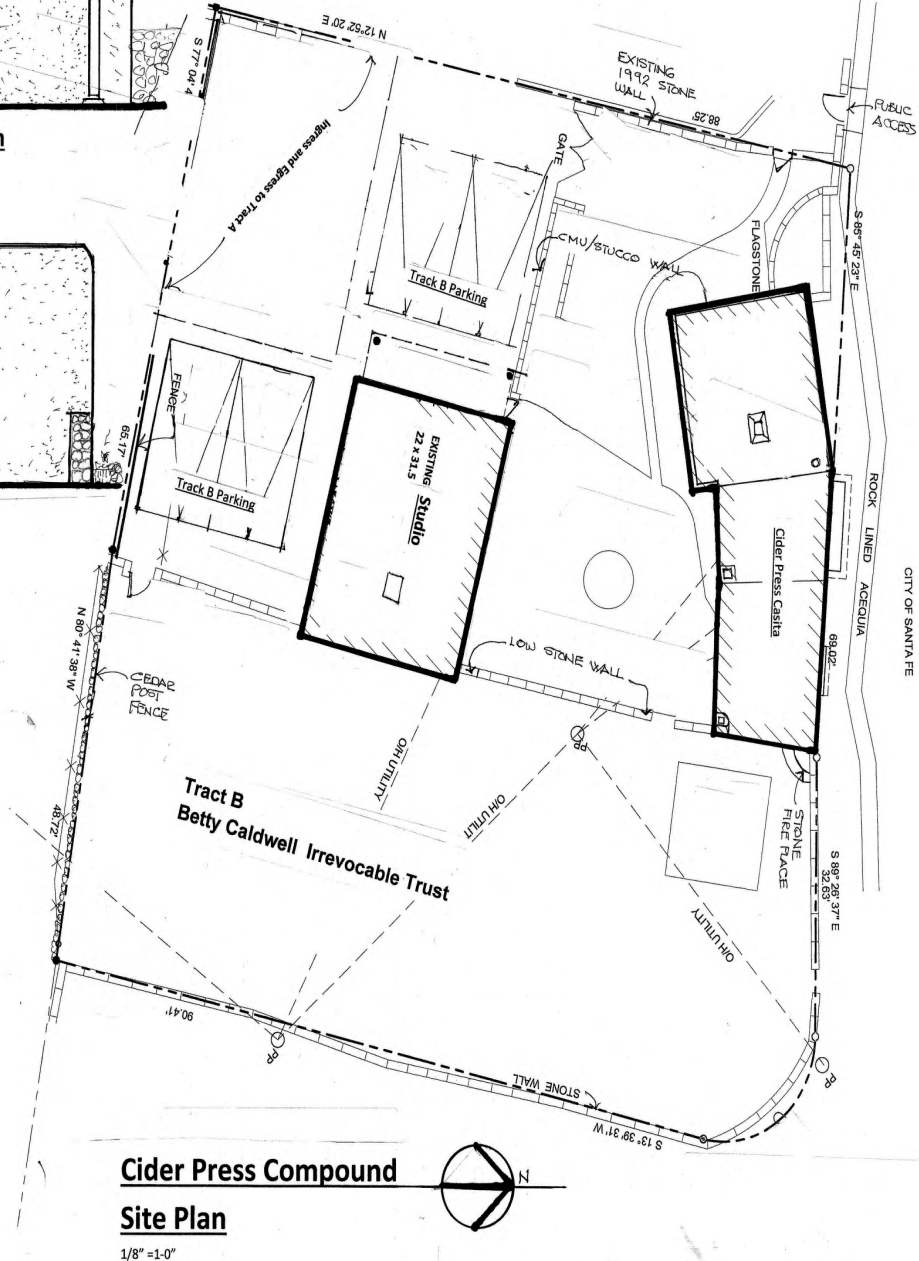 n
N 12°52'20 E
S 77° 04'4
EXISTING
1992 STONE
WALL
88.25'
PUBLIC
ACCESS
GATE
Ingress and Egress to Tract A
CMU/STUCCO WALL
FLAGSTONE
S 85° 45' 23" E
Track B Parking
FENCE
65.17'
Track B Parking
EXISTING
22 x 31.5 Studio
Cider Press Casita
ROCK LINED ACEQUIA
CITY OF SANTA FE
69.02'
N 80° 41' 38" W
CEDAR
POST
FENCE
48.72'
LOW STONE WALL
PP
O/H UTILITY
O/H UTILIT
O/H UTILITY
STONE
FIRE PLACE
S 89° 26' 37" E
32.63'
Tract B
Betty Caldwell Irrevocable Trust
90.41'
PP
PP
STONE WALL
S 13° 39' 31" W
Cider Press Compound
Site Plan
1/8" =1-0"
N